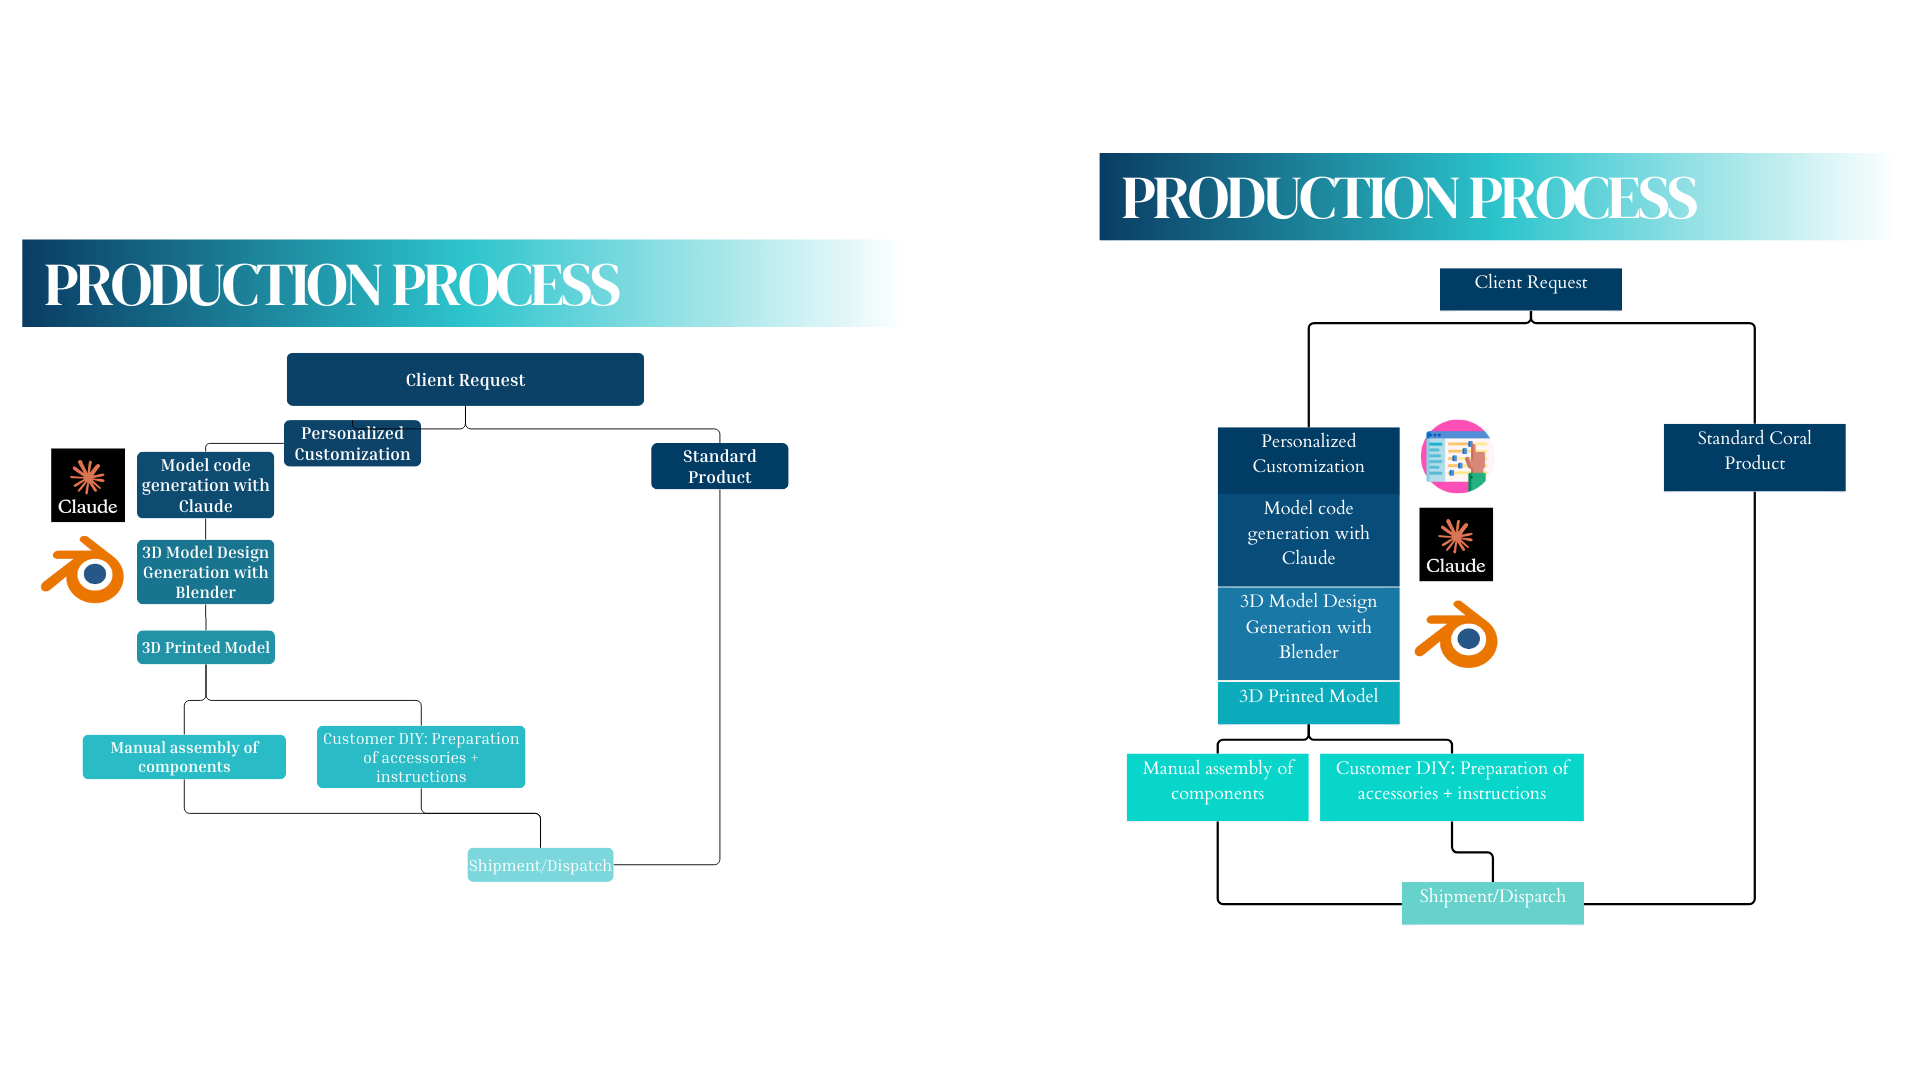 PRODUCTION PROCESS
Client Request
Personalized
Customization
Standard
Product
Claude
Model code
generation with
Claude
3D Model Design
Generation with
Blender
3D Printed Model
Manual assembly of
components
Customer DIY: Preparation
of accessories +
instructions
Shipment/Dispatch
PRODUCTION PROCESS
Client Request
Personalized
Customization
Standard Coral
Product
Model code
generation with
Claude
Claude
3D Model Design
Generation with
Blender
3D Printed Model
Manual assembly of
components
Customer DIY: Preparation of
accessories + instructions
Shipment/Dispatch